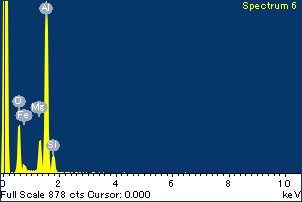 Spectrum 6
Al
O
Fe
Mg
Si
0 2 4 6 8 10
Full Scale 878 cts Cursor: 0.000 keV